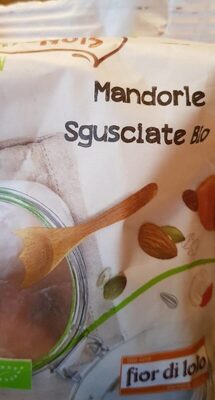 Mandorle
Sgusciate Bio
fior di loto